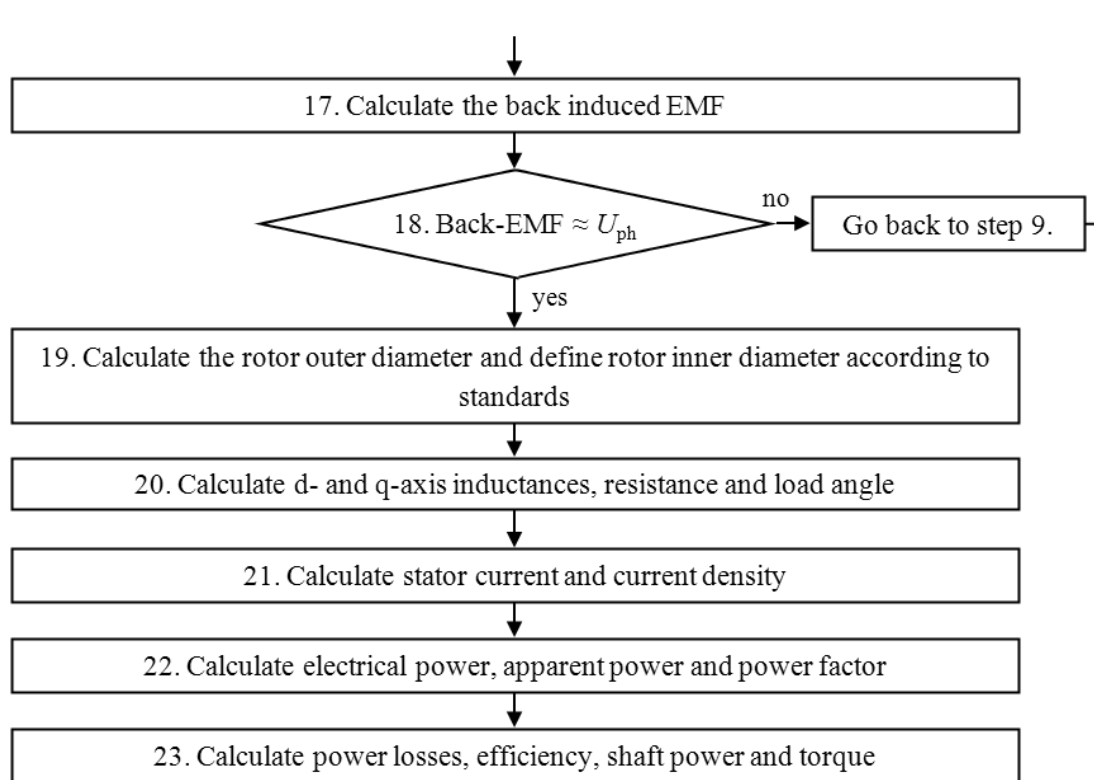 17. Calculate the back induced EMF
18. Back-EMF ≈ Uph
no
Go back to step 9.
yes
19. Calculate the rotor outer diameter and define rotor inner diameter according to
standards
20. Calculate d- and q-axis inductances, resistance and load angle
21. Calculate stator current and current density
22. Calculate electrical power, apparent power and power factor
23. Calculate power losses, efficiency, shaft power and torque